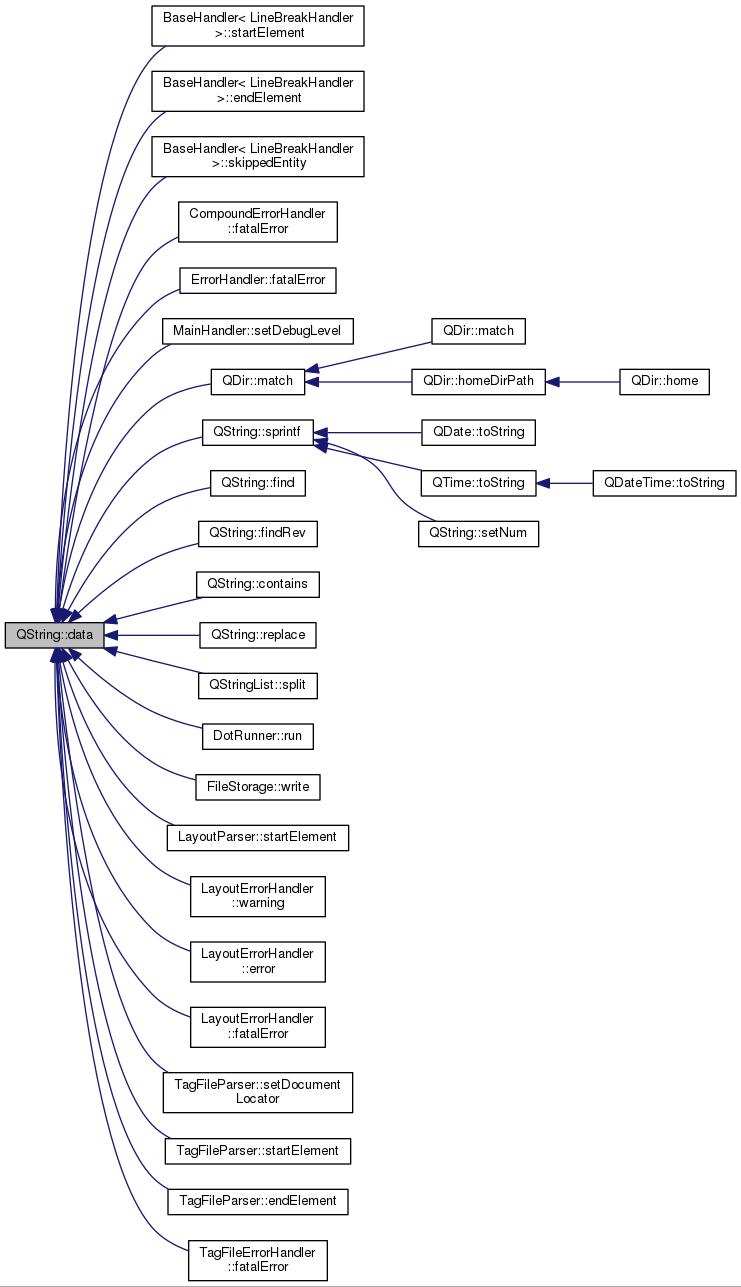 BaseHandler< LineBreakHandler
>::startElement
BaseHandler< LineBreakHandler
>::endElement
BaseHandler< LineBreakHandler
>::skippedEntity
CompoundErrorHandler
::fatalError
ErrorHandler::fatalError
MainHandler::setDebugLevel
QDir::match
QDir::match
QDir::homeDirPath
QDir::home
QString::sprintf
QDate::toString
QString::find
QTime::toString
QDateTime::toString
QString::findRev
QString::setNum
QString::contains
QString::data
QString::replace
QStringList::split
DotRunner::run
FileStorage::write
LayoutParser::startElement
LayoutErrorHandler
::warning
LayoutErrorHandler
::error
LayoutErrorHandler
::fatalError
TagFileParser::setDocument
Locator
TagFileParser::startElement
TagFileParser::endElement
TagFileErrorHandler
::fatalError